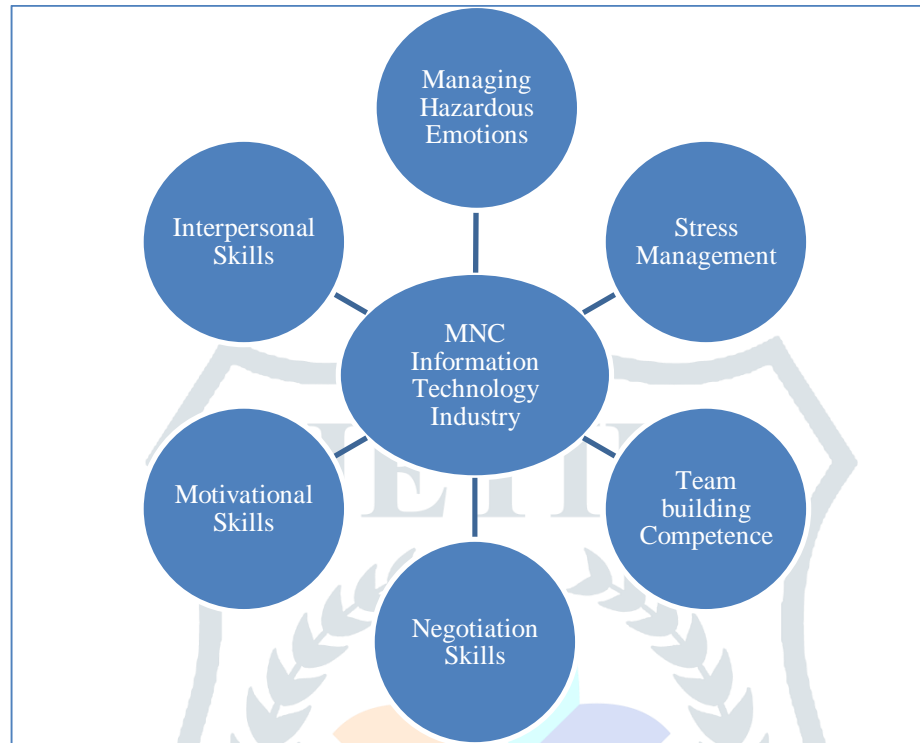 Managing
Hazardous
Emotions
Stress
Management
Team
building
Competence
Negotiation
Skills
Motivational
Skills
Interpersonal
Skills
MNC
Information
Technology
Industry